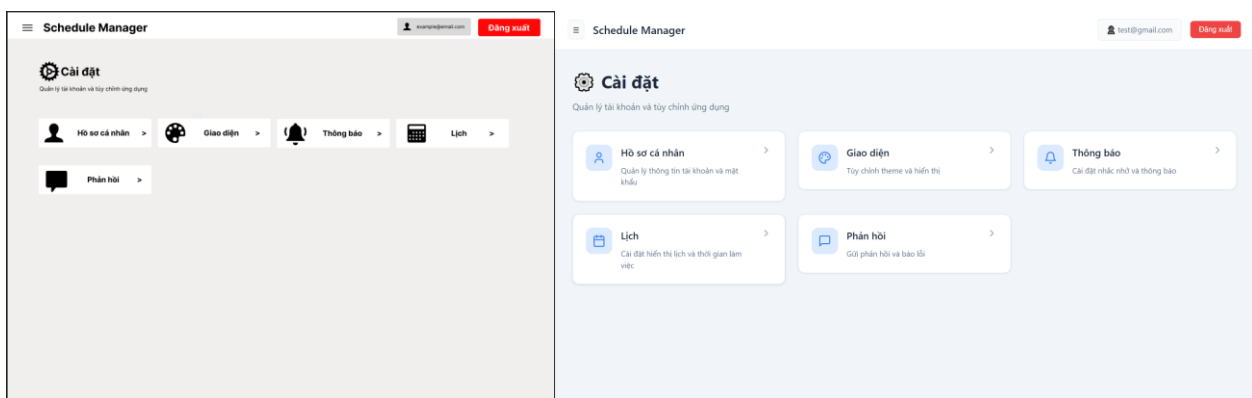 Schedule Manager
example@email.com
Đăng xuất
Cài đặt
Quản lý tài khoản và tùy chỉnh ứng dụng
Hồ sơ cá nhân >
Giao diện >
Thông báo >
Lịch >
Phản hồi >
Schedule Manager
test@gmail.com
Đăng xuất
Cài đặt
Quản lý tài khoản và tùy chỉnh ứng dụng
Hồ sơ cá nhân >
Quản lý thông tin tài khoản và mật
khẩu
Giao diện >
Tùy chỉnh theme và hiển thị
Thông báo >
Cài đặt nhắc nhở và thông báo
Lịch >
Cài đặt hiển thị lịch và thời gian làm
việc
Phản hồi >
Gửi phản hồi và báo lỗi